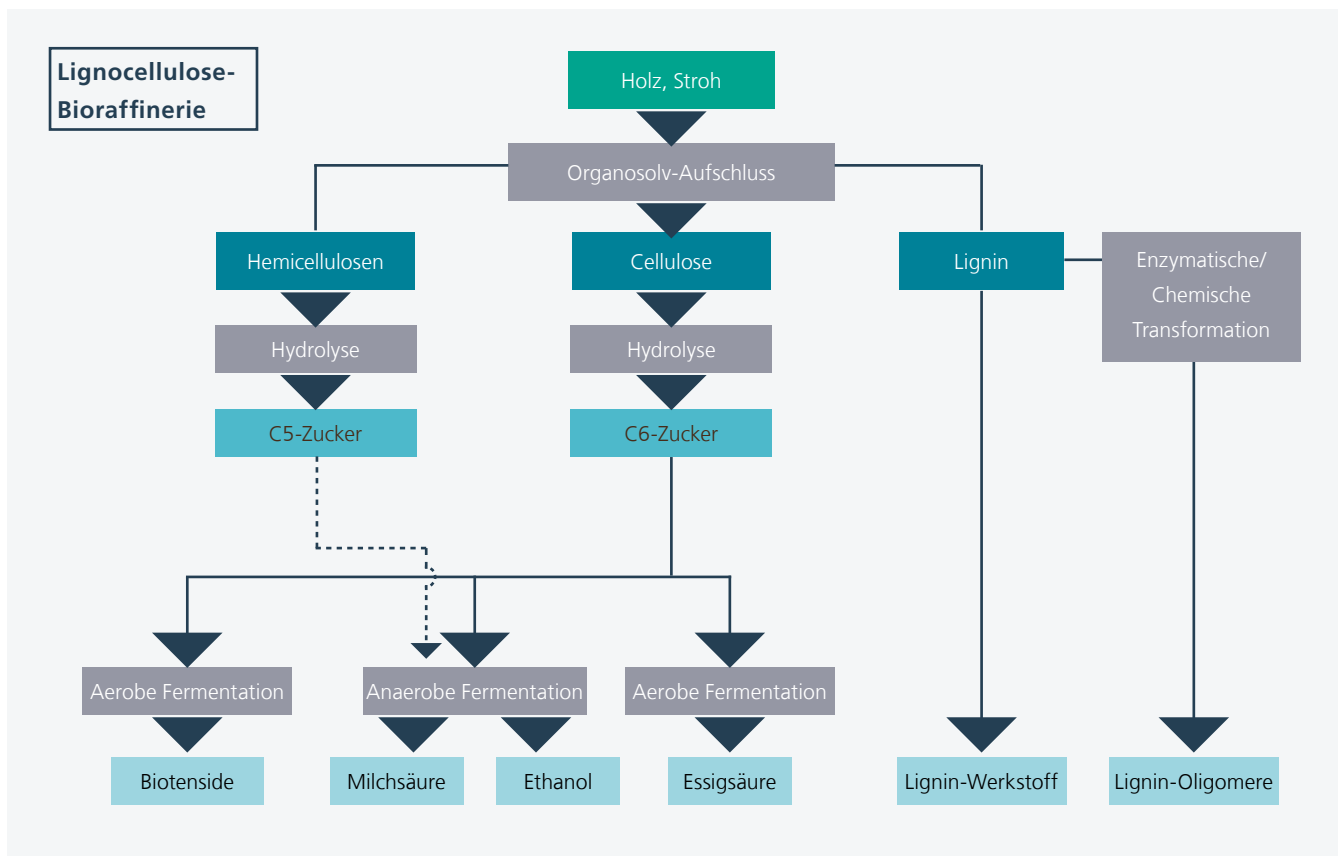 Lignocellulose-
Bioraffinerie
Holz, Stroh
Organosolv-Aufschluss
Hemicellulosen
Cellulose
Lignin
Enzymatische/
Chemische
Transformation
Hydrolyse
Hydrolyse
C5-Zucker
C6-Zucker
Aerobe Fermentation
Anaerobe Fermentation
Aerobe Fermentation
Biotenside
Milchsäure
Ethanol
Essigsäure
Lignin-Werkstoff
Lignin-Oligomere